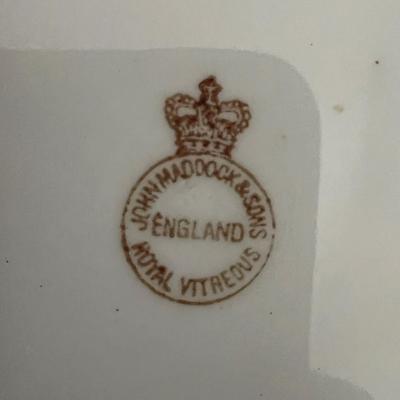 JOHN MADDOCK & SONS
ENGLAND
ROYAL VITREOUS